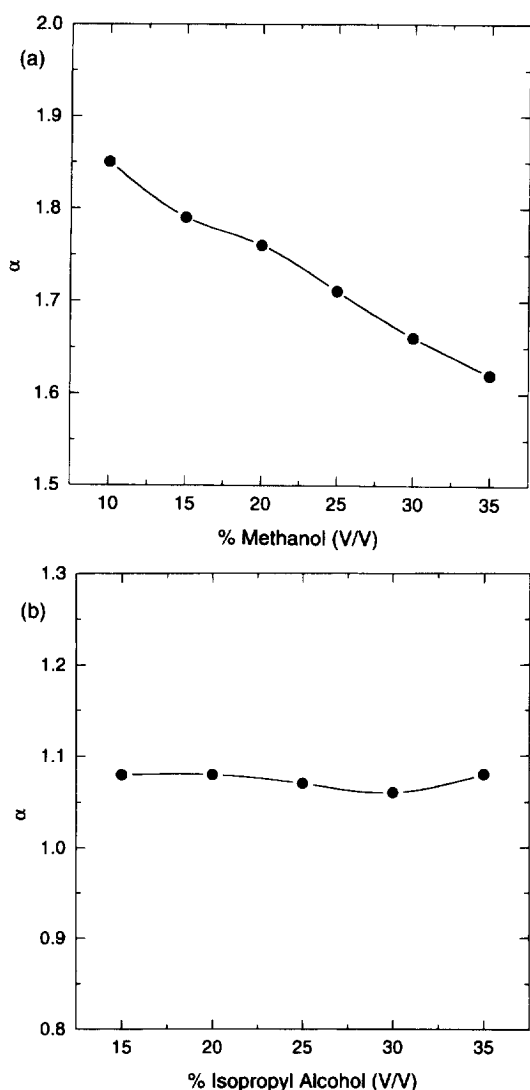 (a)
2.0
1.9
1.8
1.7
1.6
1.5
α
10 15 20 25 30 35
% Methanol (V/V)
(b)
1.3
1.2
1.1
1.0
0.9
0.8
α
15 20 25 30 35
% Isopropyl Alcohol (V/V)